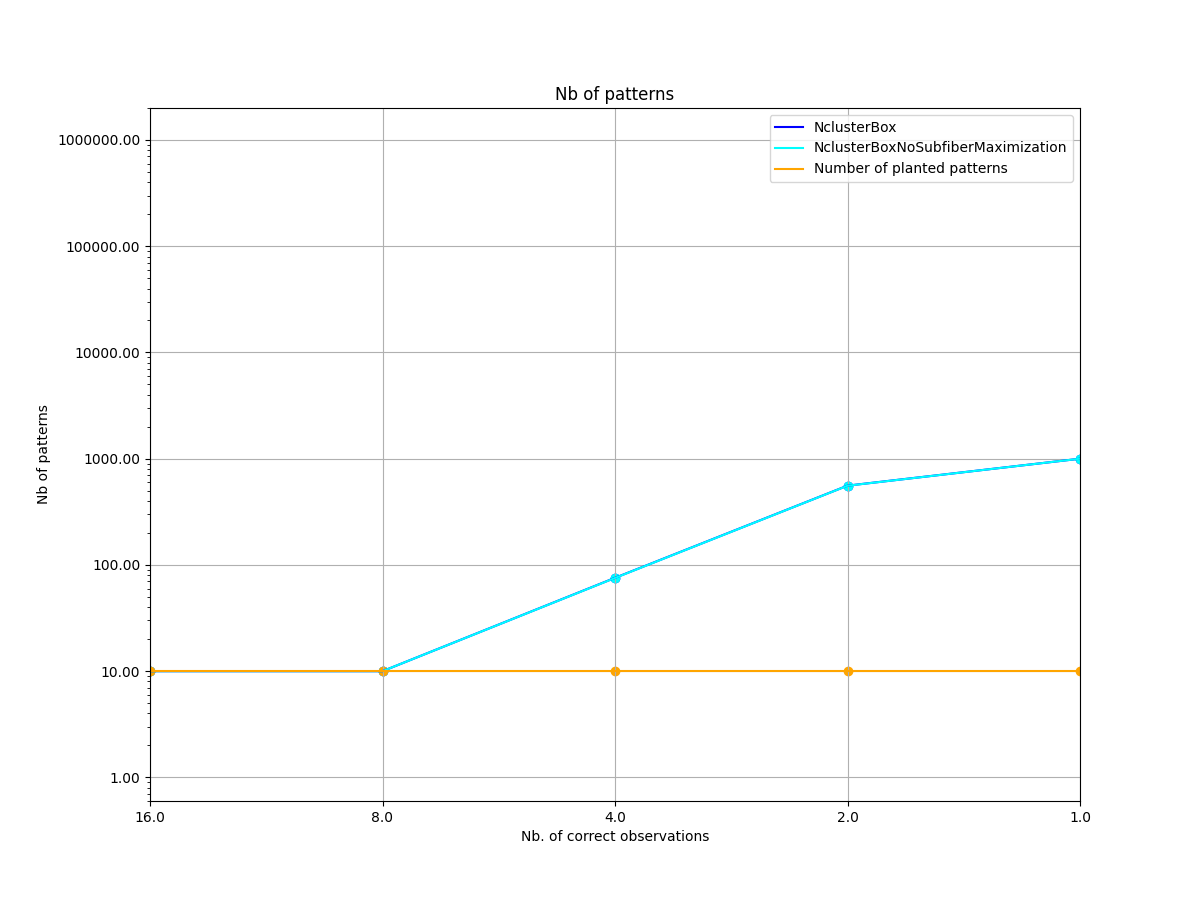 Nb of patterns
NclusterBox
NclusterBoxNoSubfiberMaximization
Number of planted patterns
1000000.00
100000.00
10000.00
1000.00
100.00
10.00
1.00
Nb of patterns
16.0 8.0 4.0 2.0 1.0
Nb. of correct observations